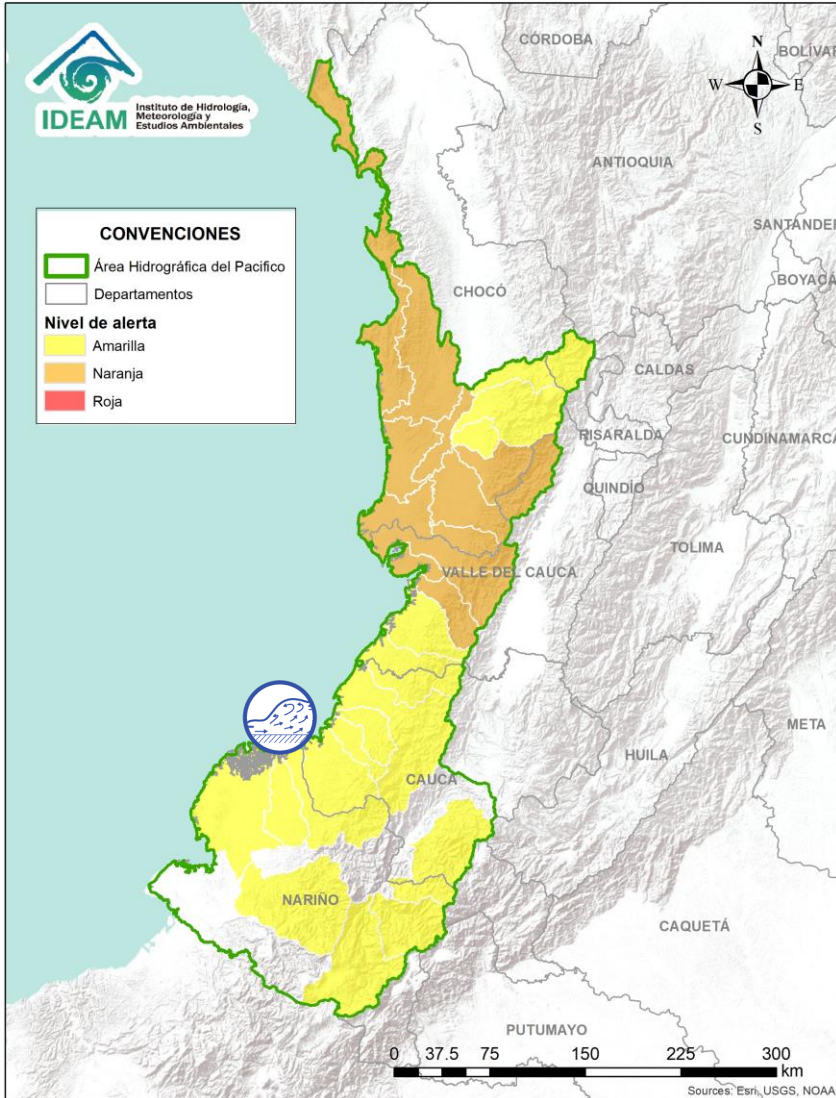 CÓRDOBA
BOLÍVAR
N
W
E
S
IDEAM
Instituto de Hidrología,
Meteorología y
Estudios Ambientales
ANTIOQUIA
CONVENCIONES
Área Hidrográfica del Pacifico
Departamentos
Nivel de alerta
Amarilla
Naranja
Roja
SANTANDER
BOYACÁ
CHOCÓ
CALDAS
RISARALDA
CUNDINAMARCA
QUINDÍO
TOLIMA
VALLE DEL CAUCA
META
HUILA
CAUCA
NARIÑO
CAQUETÁ
PUTUMAYO
0 37.5 75 150 225 300
km
Sources: Esri, USGS, NOAA